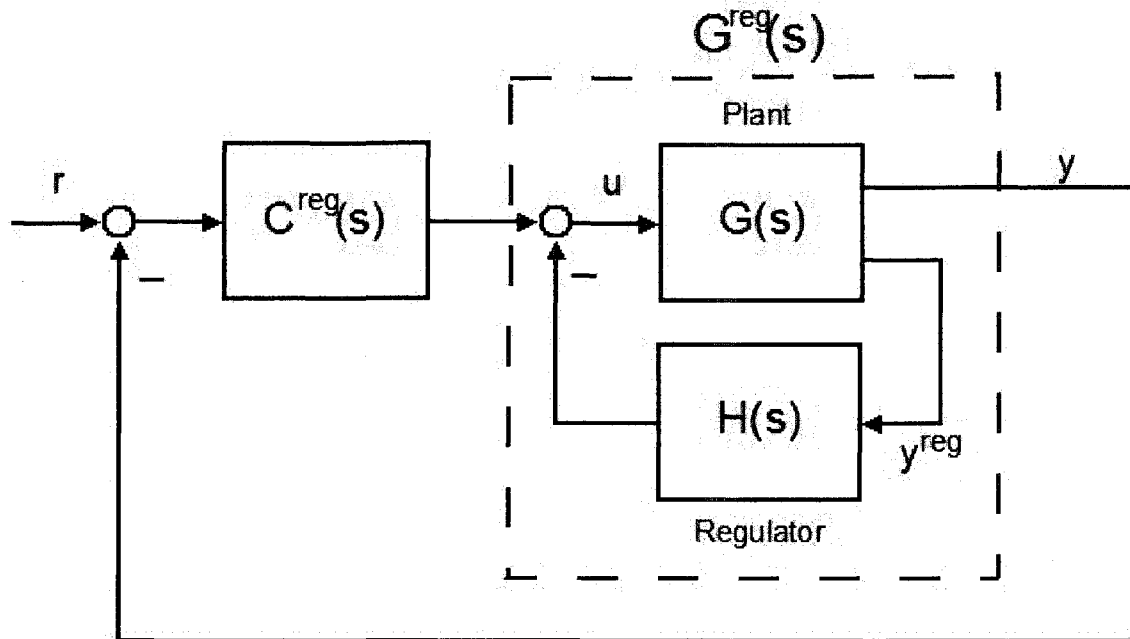 G^reg(s)
Plant
r
C^reg(s)
u
G(s)
y
−
−
H(s)
y^reg
Regulator